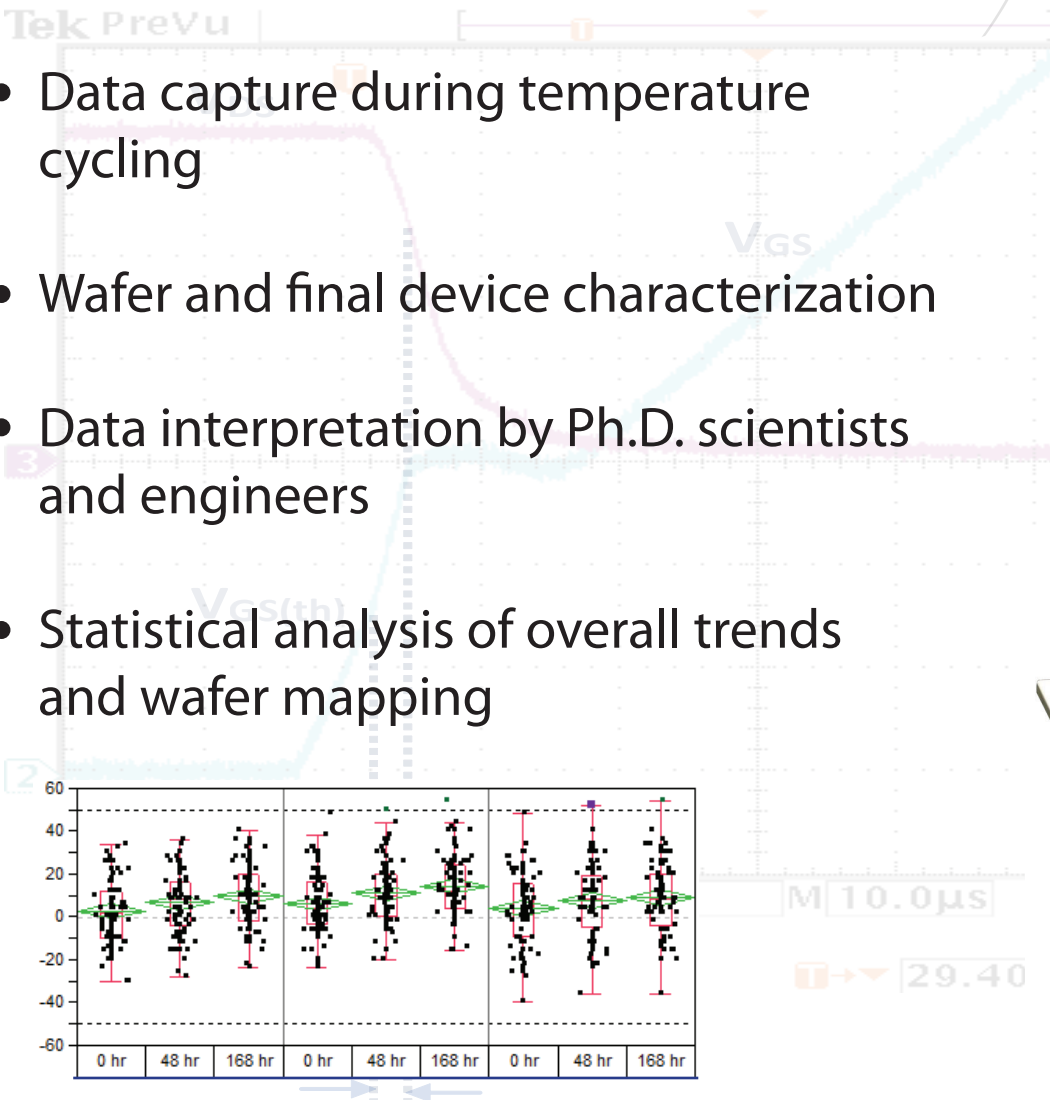 Tek PreVu
T
T
• Data capture during temperature
VDS
cycling
VGS
• Wafer and final device characterization
• Data interpretation by Ph.D. scientists
3
and engineers
VGS(th)
• Statistical analysis of overall trends
and wafer mapping
2
60
40
20
0
-20
-40
-60
0 hr 48 hr 168 hr 0 hr 48 hr 168 hr 0 hr 48 hr 168 hr
M 10.0µs
T→▼ 29.40